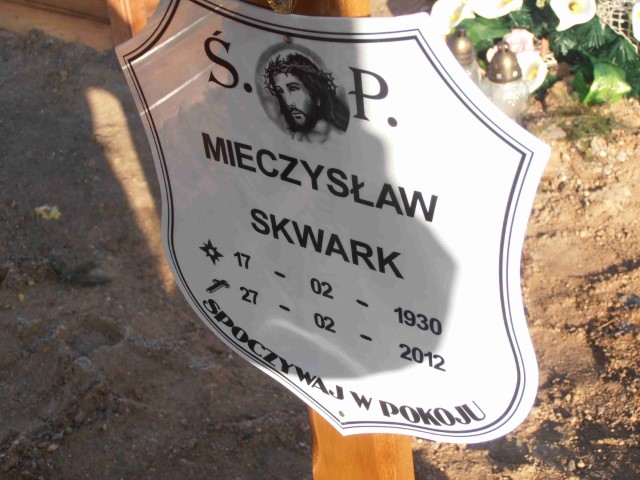 Ś. P.
MIECZYSŁAW
SKWARK
17 - 02 - 1930
27 - 02 - 2012
SPOCZYWAJ W POKOJU